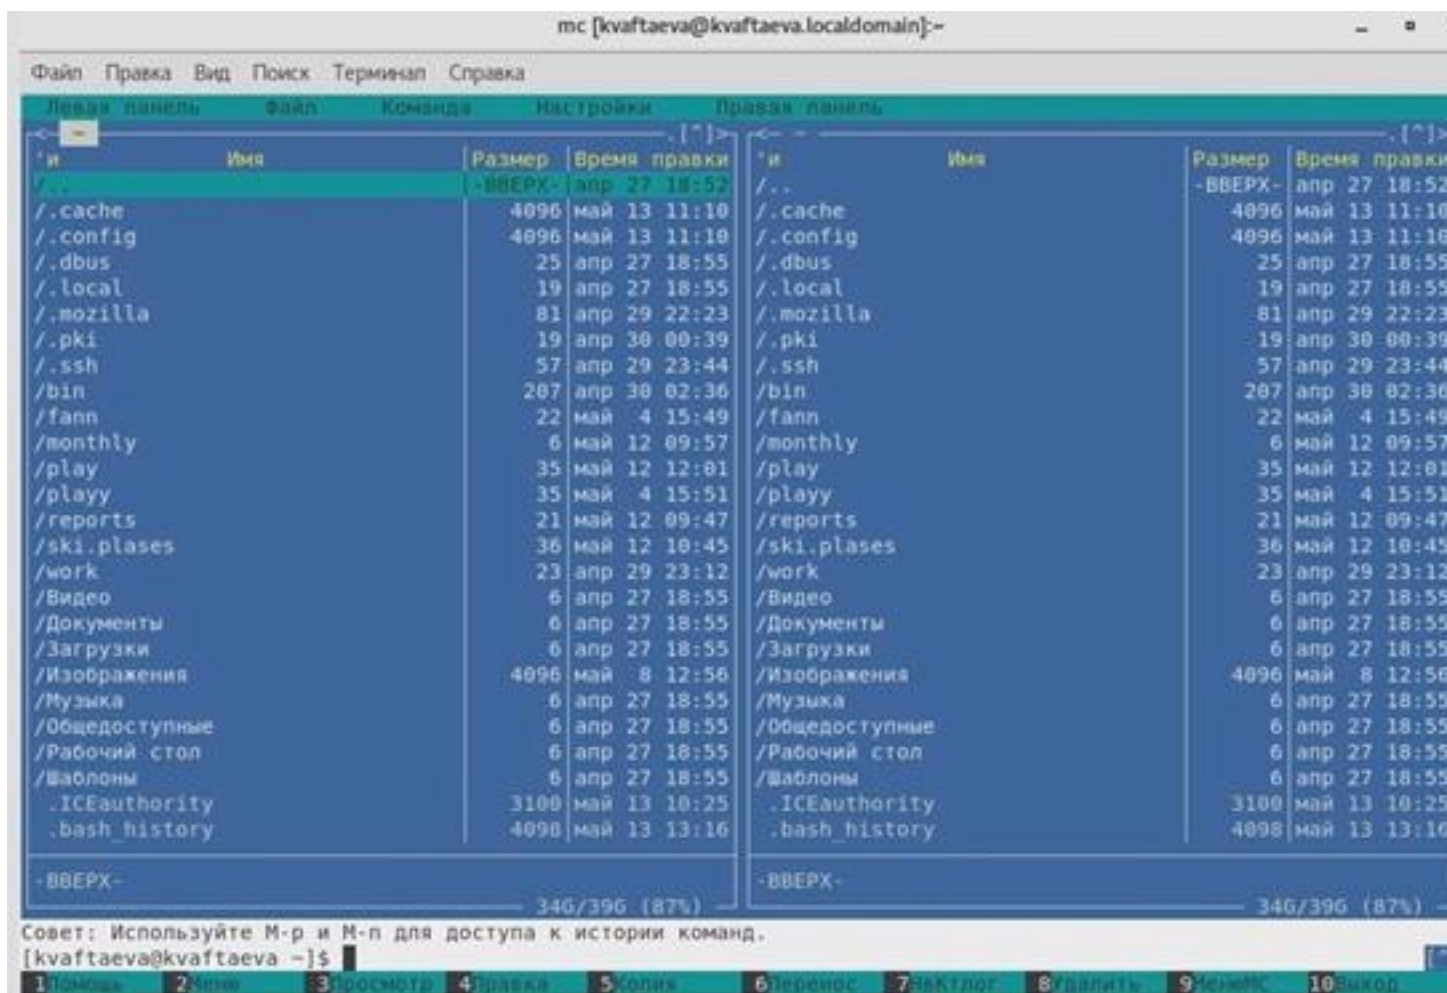 mc [kvaftaeva@kvaftaeva.localdomain]:~
Файл Правка Вид Поиск Терминал Справка
Левая панель Файл Команда Настройки Правая панель
<- ~ .[^]> <- ~ .[^]>
'и Имя Размер Время правки 'и Имя Размер Время правки
/.. -ВВЕРХ- апр 27 18:52 /.. -ВВЕРХ- апр 27 18:52
/.cache 4096 май 13 11:10 /.cache 4096 май 13 11:10
/.config 4096 май 13 11:10 /.config 4096 май 13 11:10
/.dbus 25 апр 27 18:55 /.dbus 25 апр 27 18:55
/.local 19 апр 27 18:55 /.local 19 апр 27 18:55
/.mozilla 81 апр 29 22:23 /.mozilla 81 апр 29 22:23
/.pki 19 апр 30 00:39 /.pki 19 апр 30 00:39
/.ssh 57 апр 29 23:44 /.ssh 57 апр 29 23:44
/bin 207 апр 30 02:36 /bin 207 апр 30 02:36
/fann 22 май 4 15:49 /fann 22 май 4 15:49
/monthly 6 май 12 09:57 /monthly 6 май 12 09:57
/play 35 май 12 12:01 /play 35 май 12 12:01
/playy 35 май 4 15:51 /playy 35 май 4 15:51
/reports 21 май 12 09:47 /reports 21 май 12 09:47
/ski.plases 36 май 12 10:45 /ski.plases 36 май 12 10:45
/work 23 апр 29 23:12 /work 23 апр 29 23:12
/Видео 6 апр 27 18:55 /Видео 6 апр 27 18:55
/Документы 6 апр 27 18:55 /Документы 6 апр 27 18:55
/Загрузки 6 апр 27 18:55 /Загрузки 6 апр 27 18:55
/Изображения 4096 май 8 12:56 /Изображения 4096 май 8 12:56
/Музыка 6 апр 27 18:55 /Музыка 6 апр 27 18:55
/Общедоступные 6 апр 27 18:55 /Общедоступные 6 апр 27 18:55
/Рабочий стол 6 апр 27 18:55 /Рабочий стол 6 апр 27 18:55
/Шаблоны 6 апр 27 18:55 /Шаблоны 6 апр 27 18:55
.ICEauthority 3100 май 13 10:25 .ICEauthority 3100 май 13 10:25
.bash_history 4098 май 13 13:16 .bash_history 4098 май 13 13:16
-ВВЕРХ- -ВВЕРХ-
34G/39G (87%) 34G/39G (87%)
Совет: Используйте M-p и M-n для доступа к истории команд.
[kvaftaeva@kvaftaeva ~]$ [^
1Помощь 2Меню 3Просмотр 4Правка 5Копия 6Перенос 7НвКтлог 8Удалить 9МенюMC 10Выход